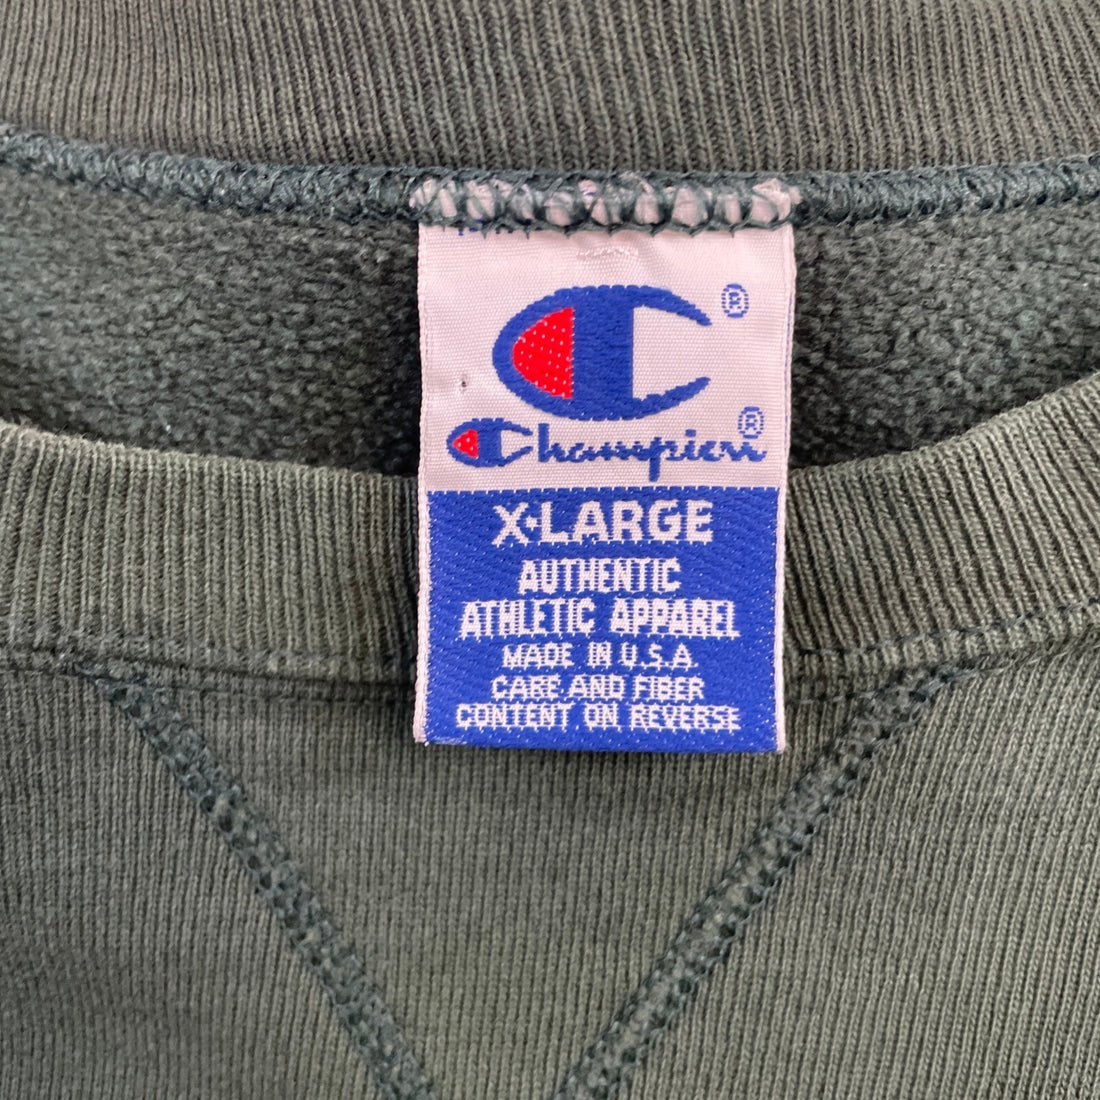 ®
Champion®
X-LARGE
AUTHENTIC
ATHLETIC APPAREL
MADE IN U.S.A.
CARE AND FIBER
CONTENT ON REVERSE